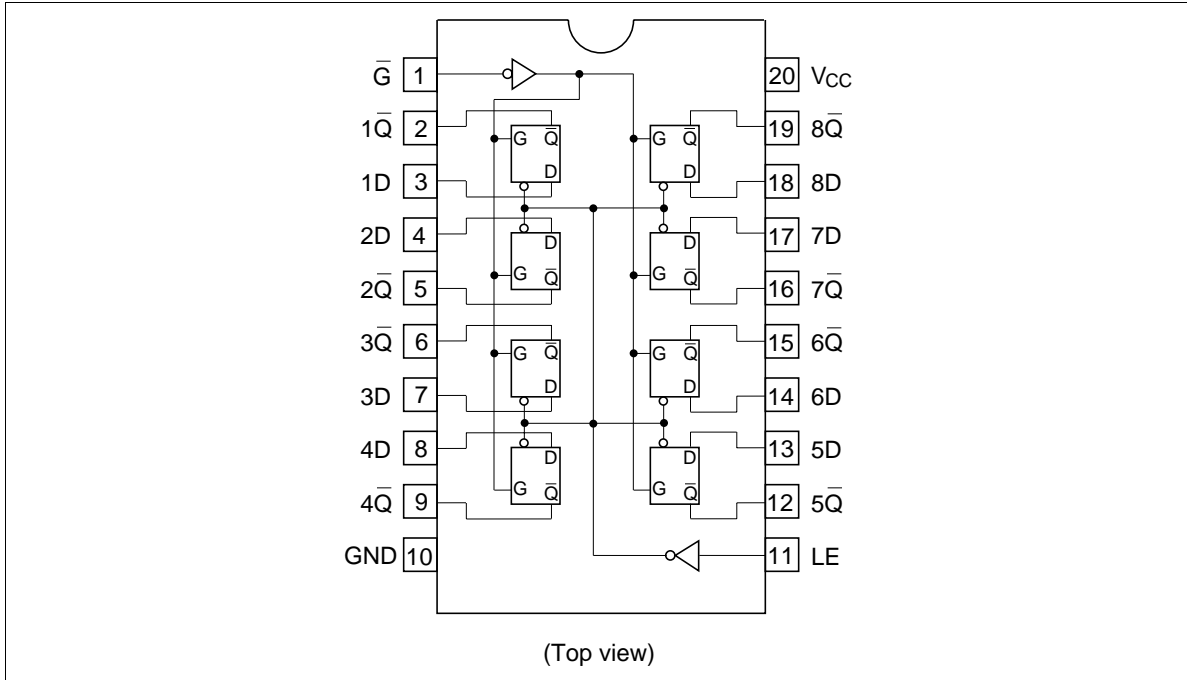 G̅ 1
1Q̅ 2
1D 3
2D 4
2Q̅ 5
3Q̅ 6
3D 7
4D 8
4Q̅ 9
GND 10
20 VCC
19 8Q̅
18 8D
17 7D
16 7Q̅
15 6Q̅
14 6D
13 5D
12 5Q̅
11 LE
G Q̅
D
D
G Q̅
G Q̅
D
D
G Q̅
G Q̅
D
D
G Q̅
G Q̅
D
D
G Q̅
(Top view)